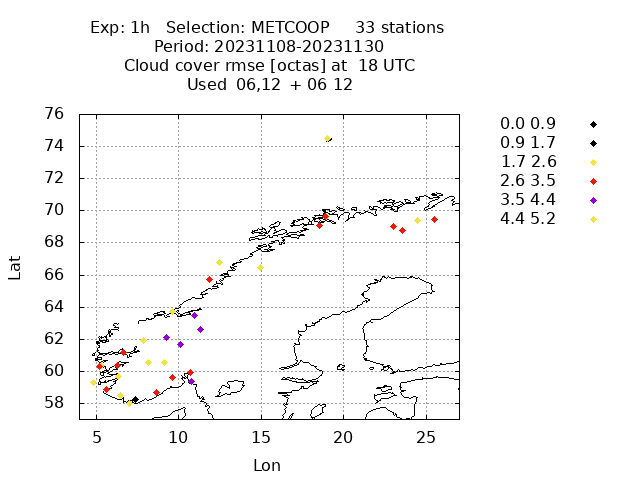 Exp: 1h Selection: METCOOP 33 stations
Period: 20231108-20231130
Cloud cover rmse [octas] at 18 UTC
Used 06,12 + 06 12
76
74
72
70
68
66
64
62
60
58
5 10 15 20 25
Lat
Lon
0.0 0.9
0.9 1.7
1.7 2.6
2.6 3.5
3.5 4.4
4.4 5.2